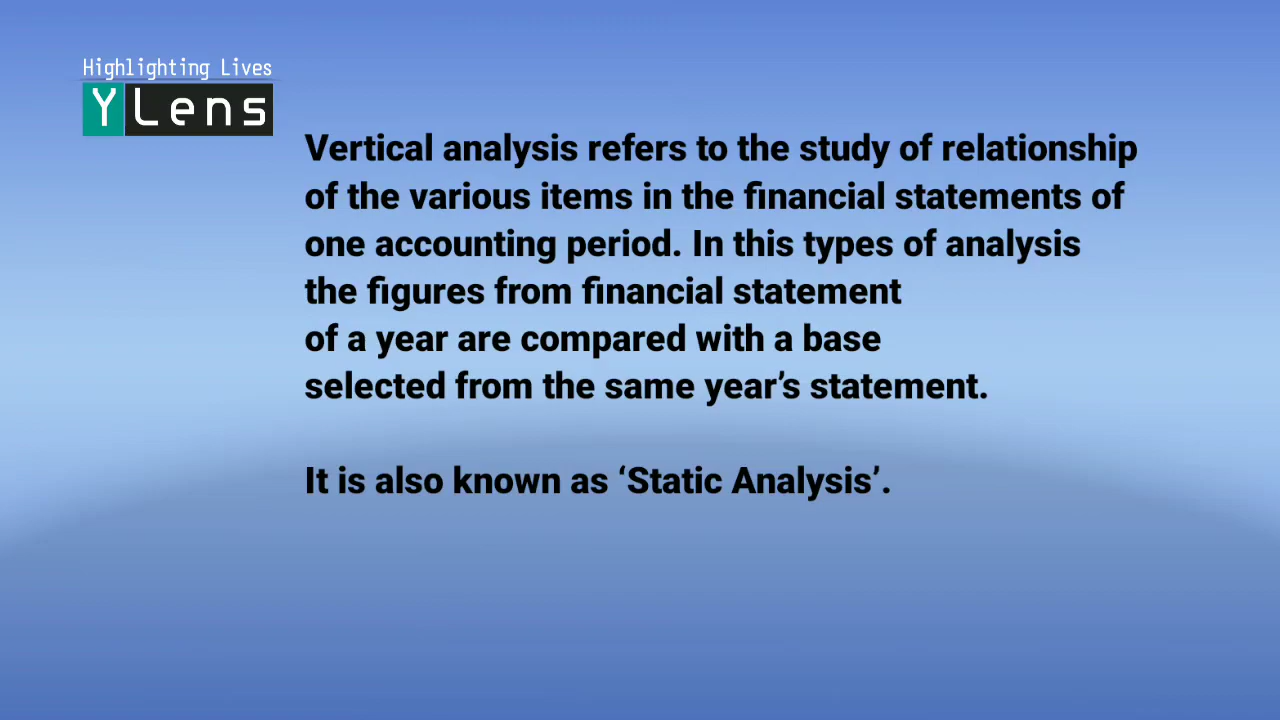 Highlighting Lives
YLens
Vertical analysis refers to the study of relationship
of the various items in the financial statements of
one accounting period. In this types of analysis
the figures from financial statement
of a year are compared with a base
selected from the same year’s statement.
It is also known as ‘Static Analysis’.